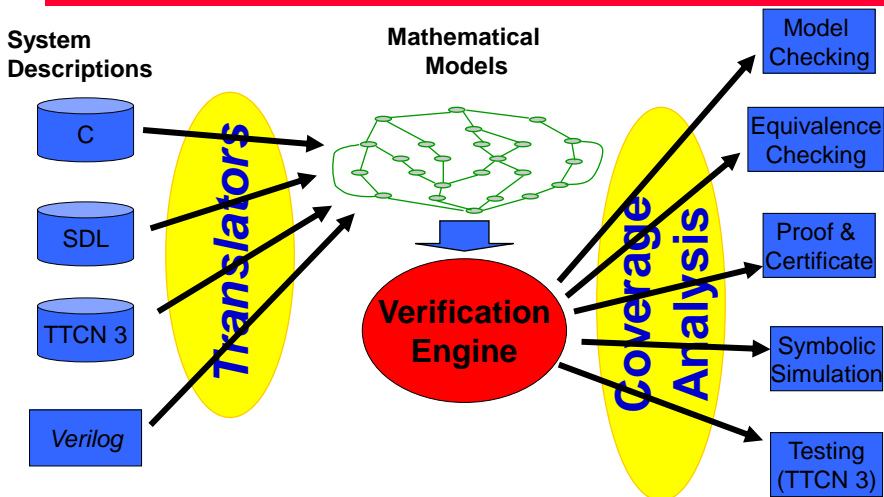 System
Descriptions
C
SDL
TTCN 3
Verilog
Translators
Mathematical
Models
Verification
Engine
Coverage
Analysis
Model
Checking
Equivalence
Checking
Proof &
Certificate
Symbolic
Simulation
Testing
(TTCN 3)